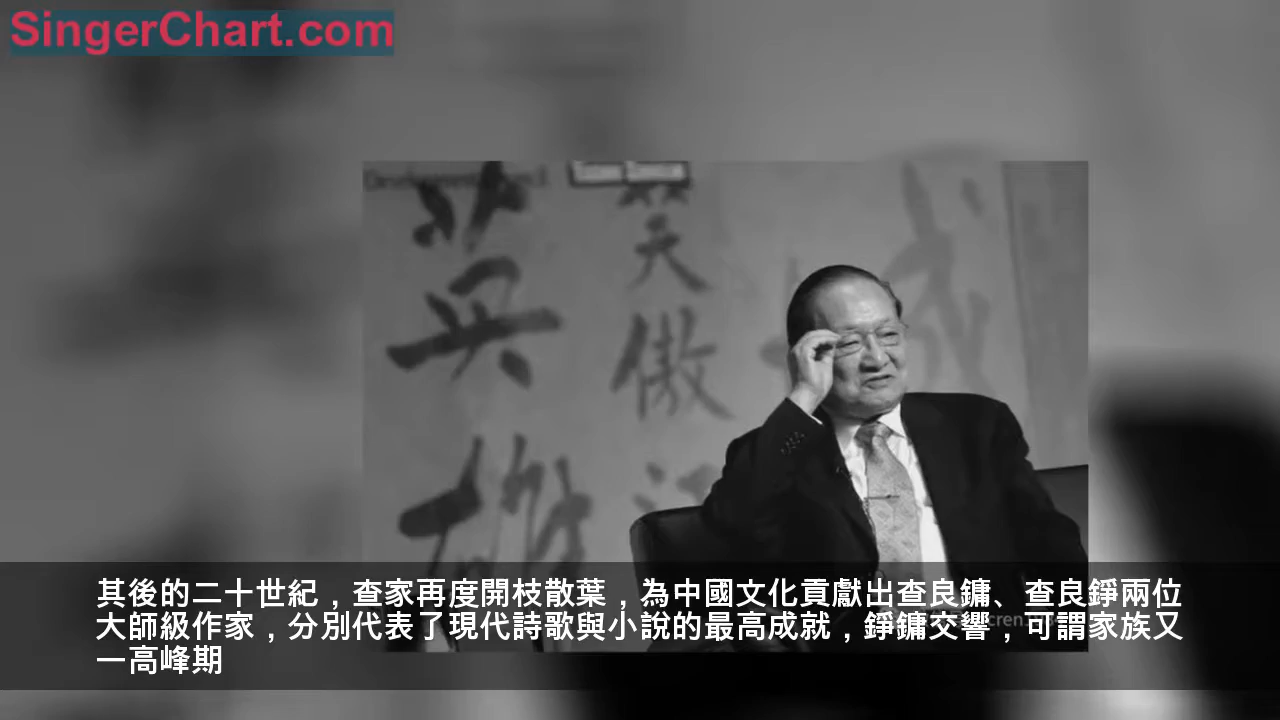 SingerChart.com
英雄
笑傲江
其後的二十世紀，查家再度開枝散葉，為中國文化貢獻出查良鏞、查良錚兩位
大師級作家，分別代表了現代詩歌與小說的最高成就，錚鏞交響，可謂家族又
一高峰期